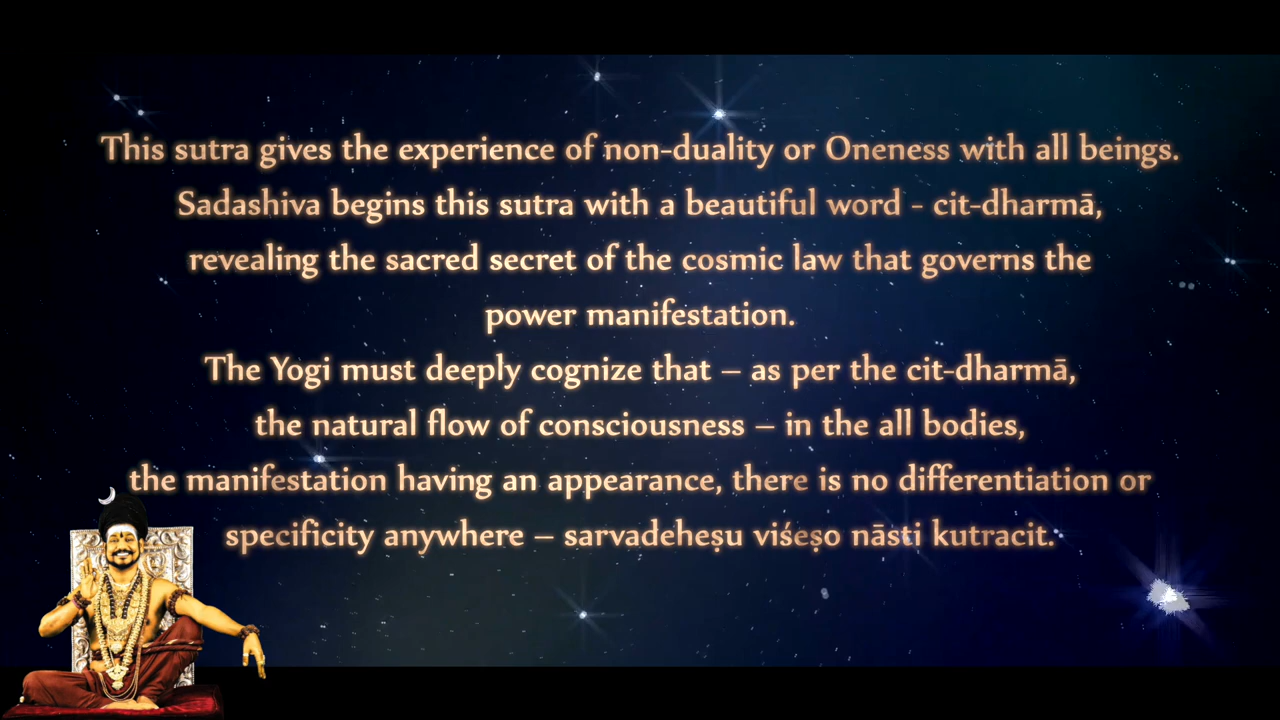 This sutra gives the experience of non-duality or Oneness with all beings.
Sadashiva begins this sutra with a beautiful word - cit-dharmā,
revealing the sacred secret of the cosmic law that governs the
power manifestation.
The Yogi must deeply cognize that – as per the cit-dharmā,
the natural flow of consciousness – in the all bodies,
the manifestation having an appearance, there is no differentiation or
specificity anywhere – sarvadeheṣu viśeṣo nāsti kutracit.